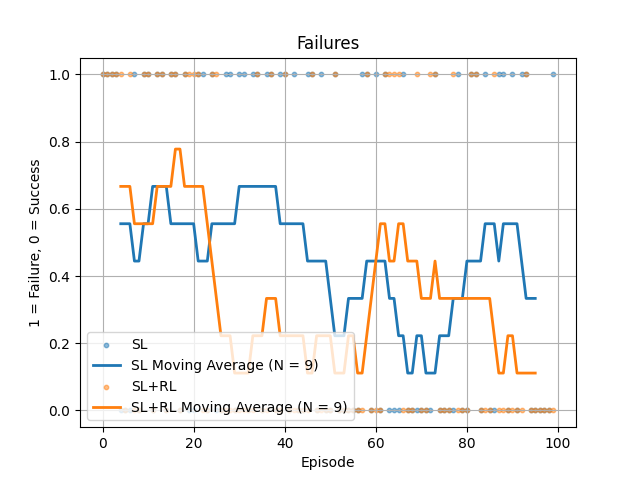 Failures
1 = Failure, 0 = Success
1.0
0.8
0.6
0.4
0.2
0.0
SL
SL Moving Average (N = 9)
SL+RL
SL+RL Moving Average (N = 9)
0 20 40 60 80 100
Episode